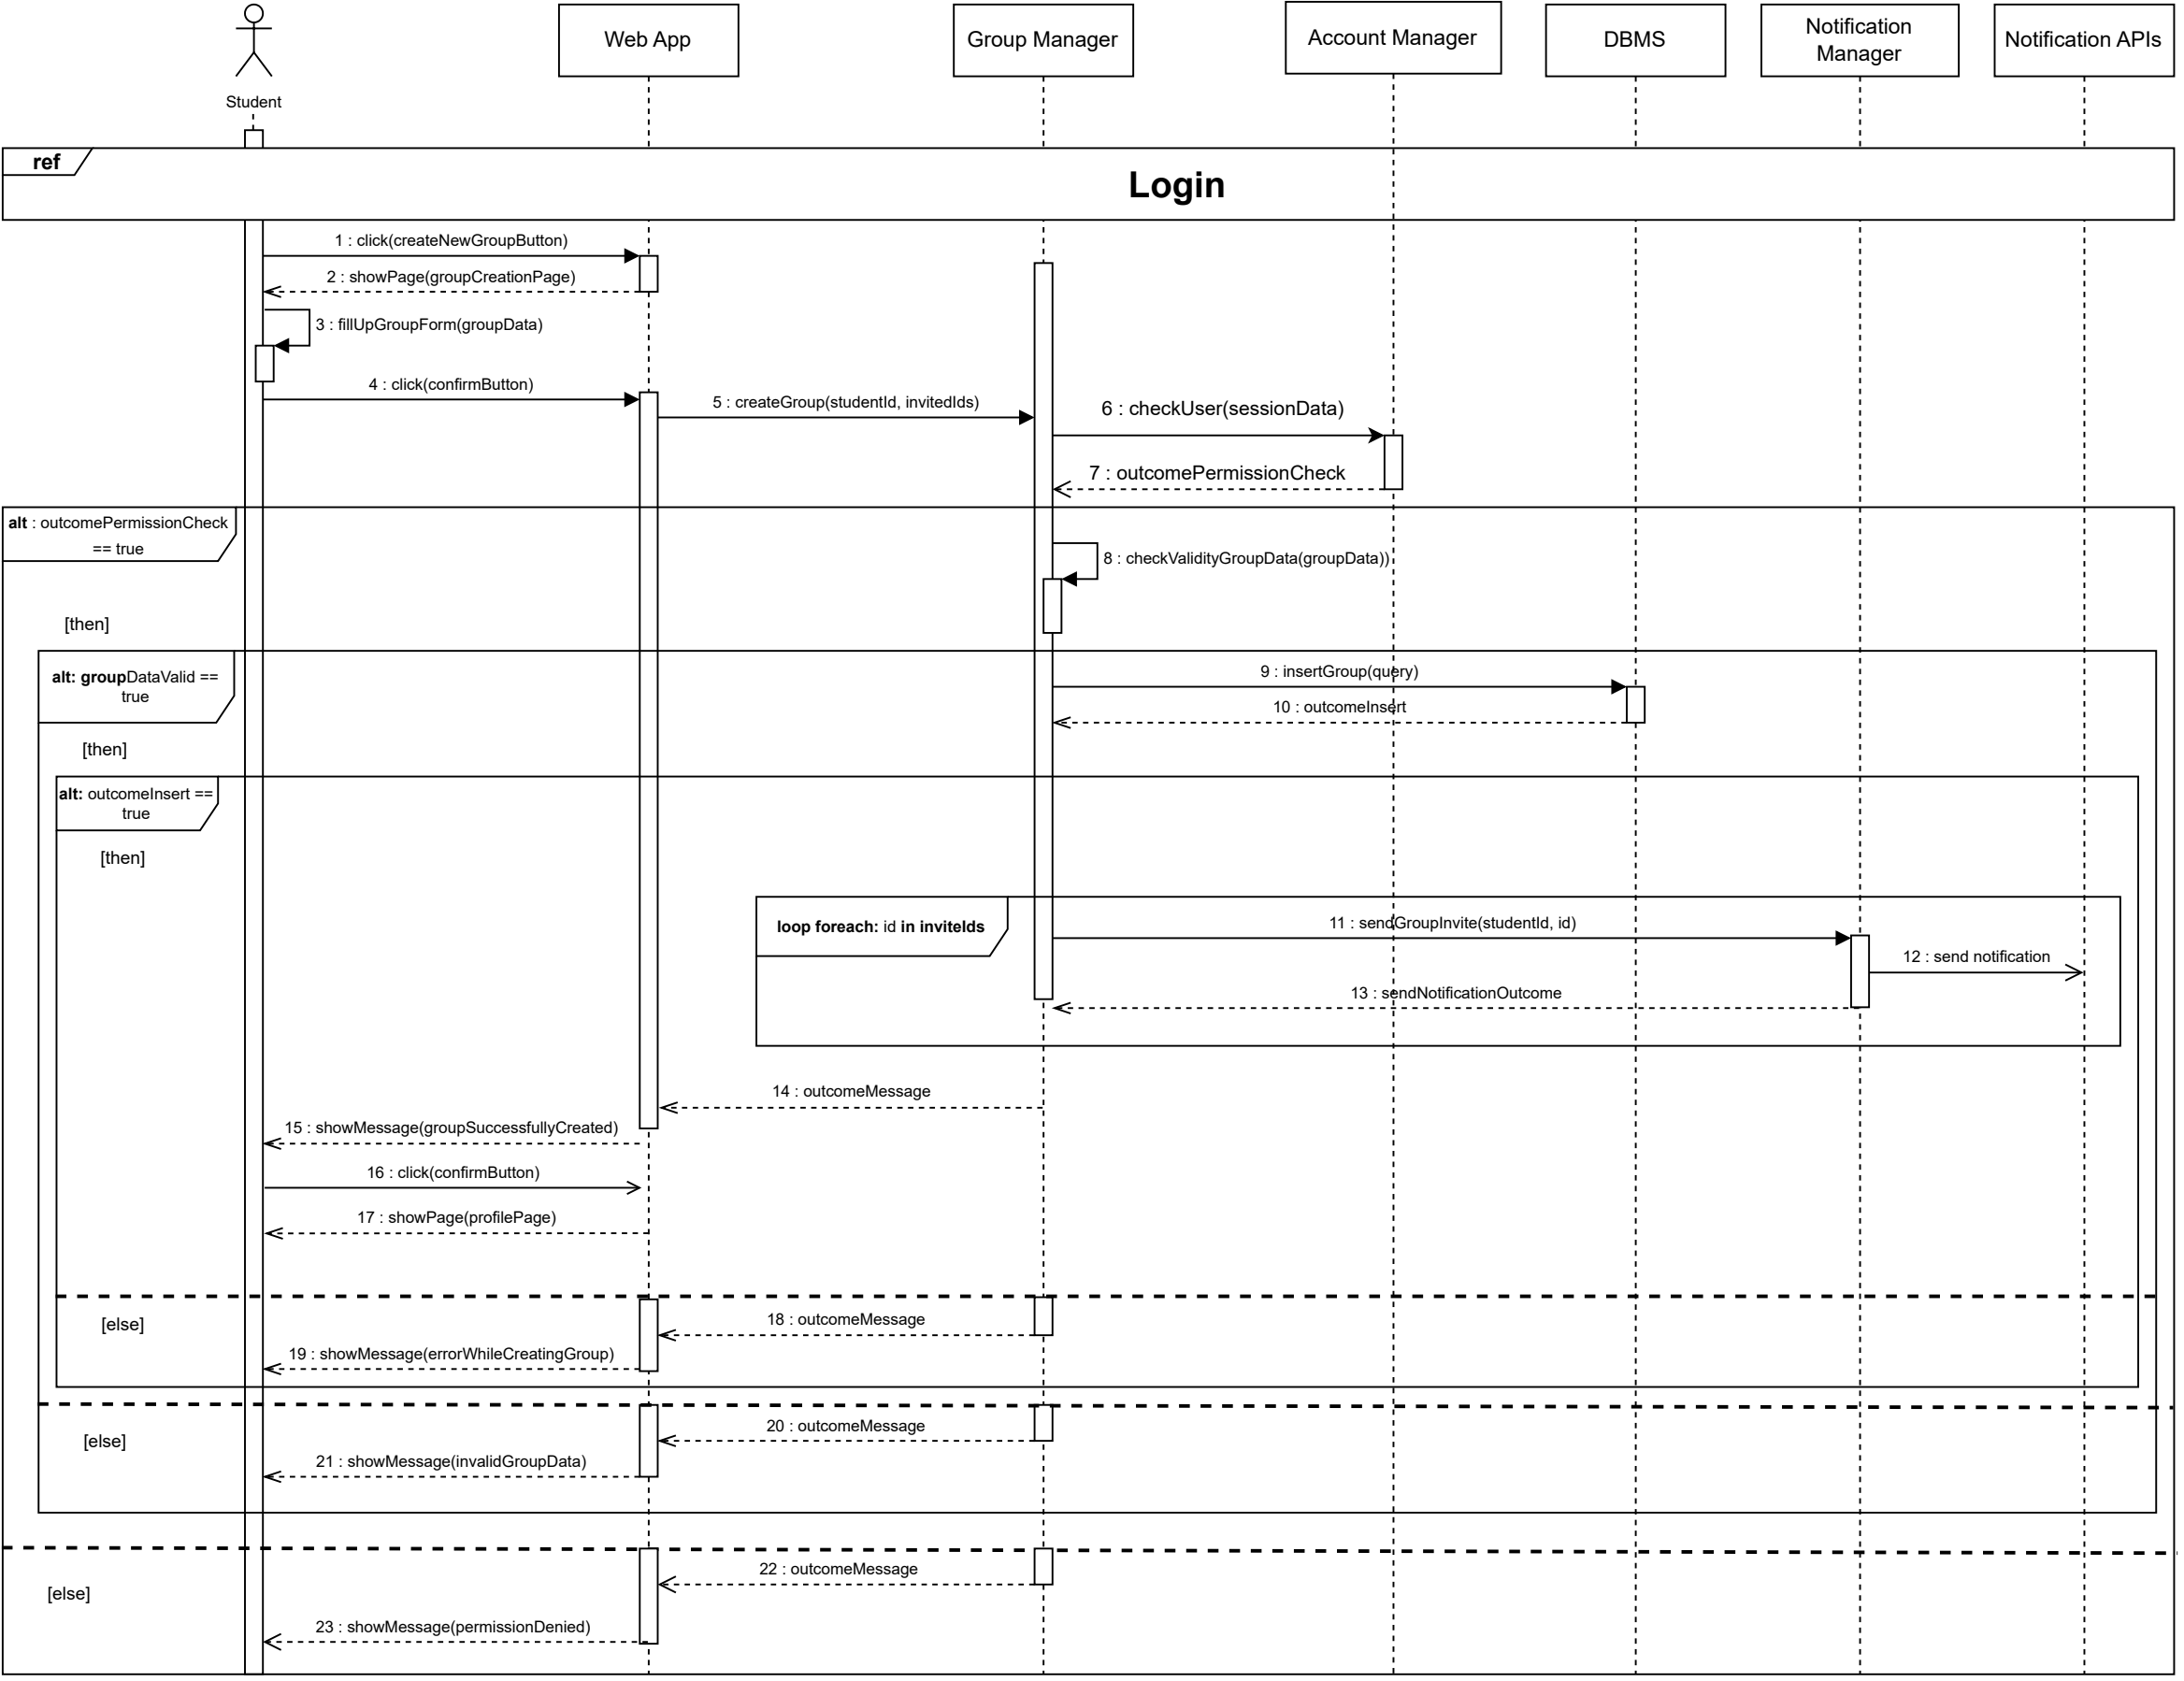 Student
Web App
Group Manager
Account Manager
DBMS
Notification
Manager
Notification APIs
ref
Login
1 : click(createNewGroupButton)
2 : showPage(groupCreationPage)
3 : fillUpGroupForm(groupData)
4 : click(confirmButton)
5 : createGroup(studentId, invitedIds)
6 : checkUser(sessionData)
7 : outcomePermissionCheck
alt : outcomePermissionCheck
== true
8 : checkValidityGroupData(groupData))
[then]
alt: groupDataValid ==
true
9 : insertGroup(query)
10 : outcomeInsert
[then]
alt: outcomeInsert ==
true
[then]
loop foreach: id in inviteIds
11 : sendGroupInvite(studentId, id)
12 : send notification
13 : sendNotificationOutcome
14 : outcomeMessage
15 : showMessage(groupSuccessfullyCreated)
16 : click(confirmButton)
17 : showPage(profilePage)
[else]
18 : outcomeMessage
19 : showMessage(errorWhileCreatingGroup)
[else]
20 : outcomeMessage
21 : showMessage(invalidGroupData)
[else]
22 : outcomeMessage
23 : showMessage(permissionDenied)